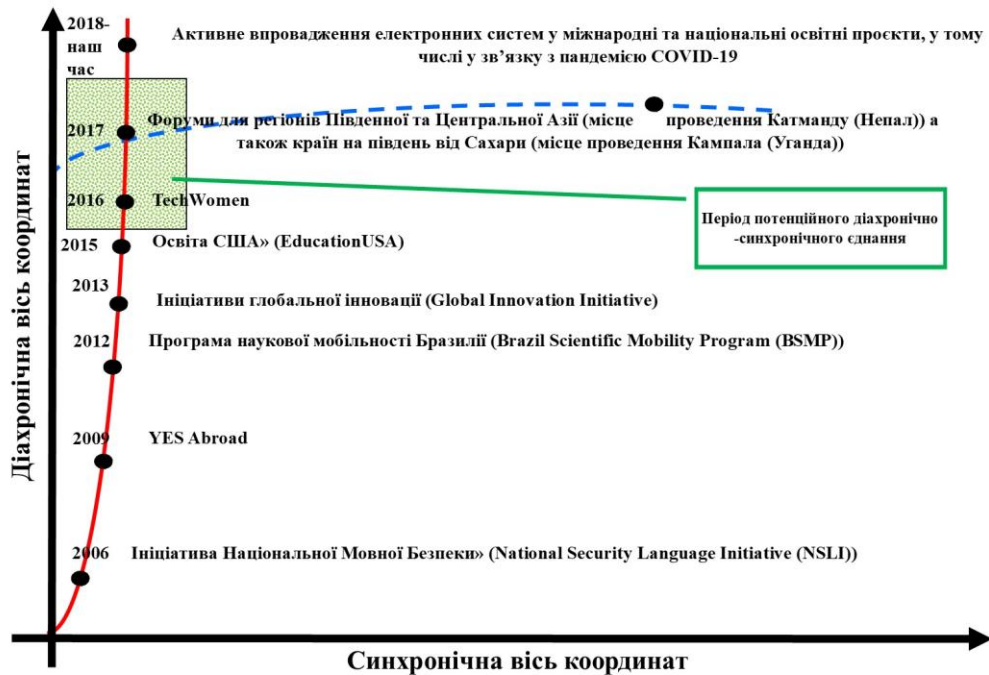 2018-
наш
час
Активне впровадження електронних систем у міжнародні та національні освітні проєкти, у тому
числі у зв’язку з пандемією COVID-19
2017
Форуми для регіонів Південної та Центральної Азії (місце проведення Катманду (Непал)) а
також країн на південь від Сахари (місце проведення Кампала (Уганда))
2016 TechWomen
Період потенційного діахронічно
-синхронічного єднання
2015 Освіта США» (EducationUSA)
2013
Ініціативи глобальної інновації (Global Innovation Initiative)
2012 Програма наукової мобільності Бразилії (Brazil Scientific Mobility Program (BSMP))
2009 YES Abroad
2006 Ініціатива Національної Мовної Безпеки» (National Security Language Initiative (NSLI))
Діахронічна вісь координат
Синхронічна вісь координат